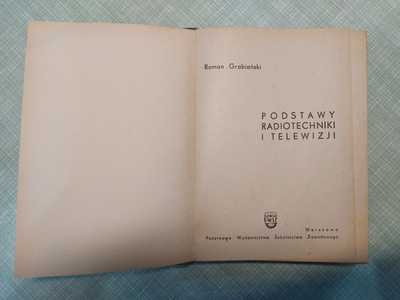 Roman Grabiański
PODSTAWY
RADIOTECHNIKI
I TELEWIZJI
Warszawa
Państwowe Wydawnictwo Szkolnictwa Zawodowego